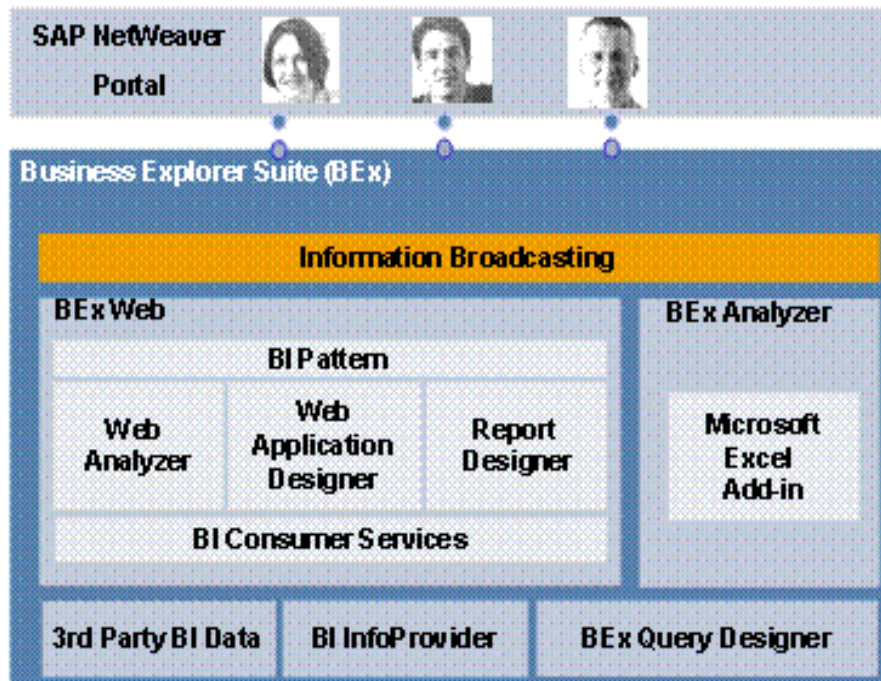 SAP NetWeaver
Portal
Business Explorer Suite (BEx)
Information Broadcasting
BEx Web
BEx Analyzer
BI Pattern
Web
Analyzer
Web
Application
Designer
Report
Designer
Microsoft
Excel
Add-in
BI Consumer Services
3rd Party BI Data
BI InfoProvider
BEx Query Designer